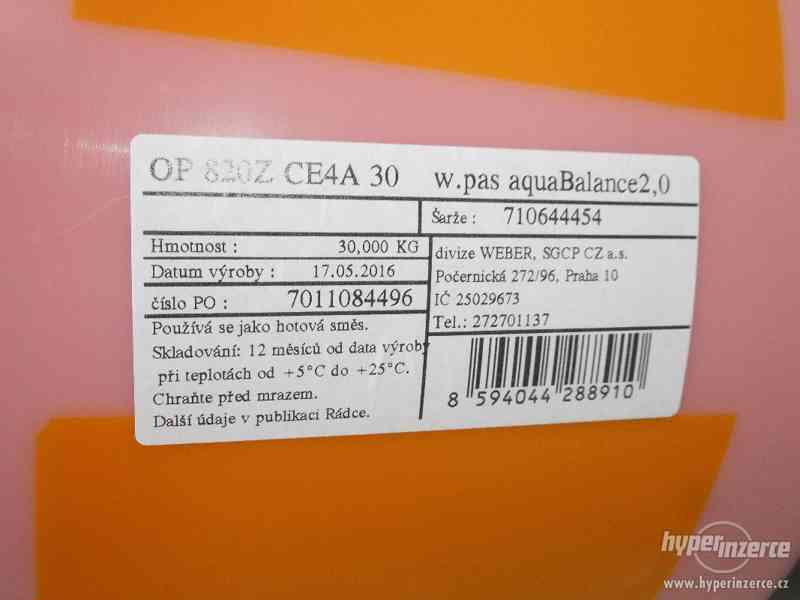 OP 820Z CE4A 30 w.pas aquaBalance2,0
Šarže : 710644454
Hmotnost : 30,000 KG
Datum výroby : 17.05.2016
číslo PO : 7011084496
divize WEBER, SGCP CZ a.s.
Počernická 272/96, Praha 10
IČ 25029673
Tel.: 272701137
Používá se jako hotová směs.
Skladování: 12 měsíců od data výroby
při teplotách od +5°C do +25°C.
Chraňte před mrazem.
Další údaje v publikaci Rádce.
8 594044 288910
hyperinzerce
www.hyperinzerce.cz